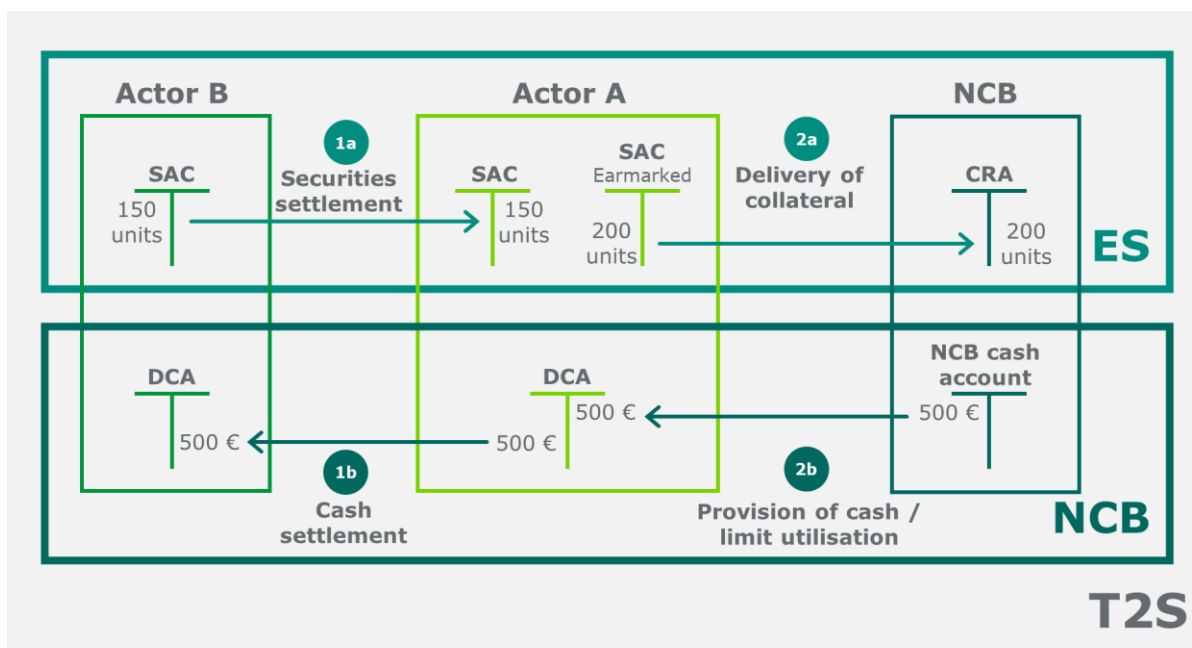 Actor B
Actor A
NCB
1a
Securities
settlement
2a
Delivery of
collateral
SAC
150
units
SAC
150
units
SAC
Earmarked
200
units
CRA
200
units
ES
DCA
500 €
DCA
500 €
500 €
NCB cash
account
500 €
1b
Cash
settlement
2b
Provision of cash /
limit utilisation
NCB
T2S